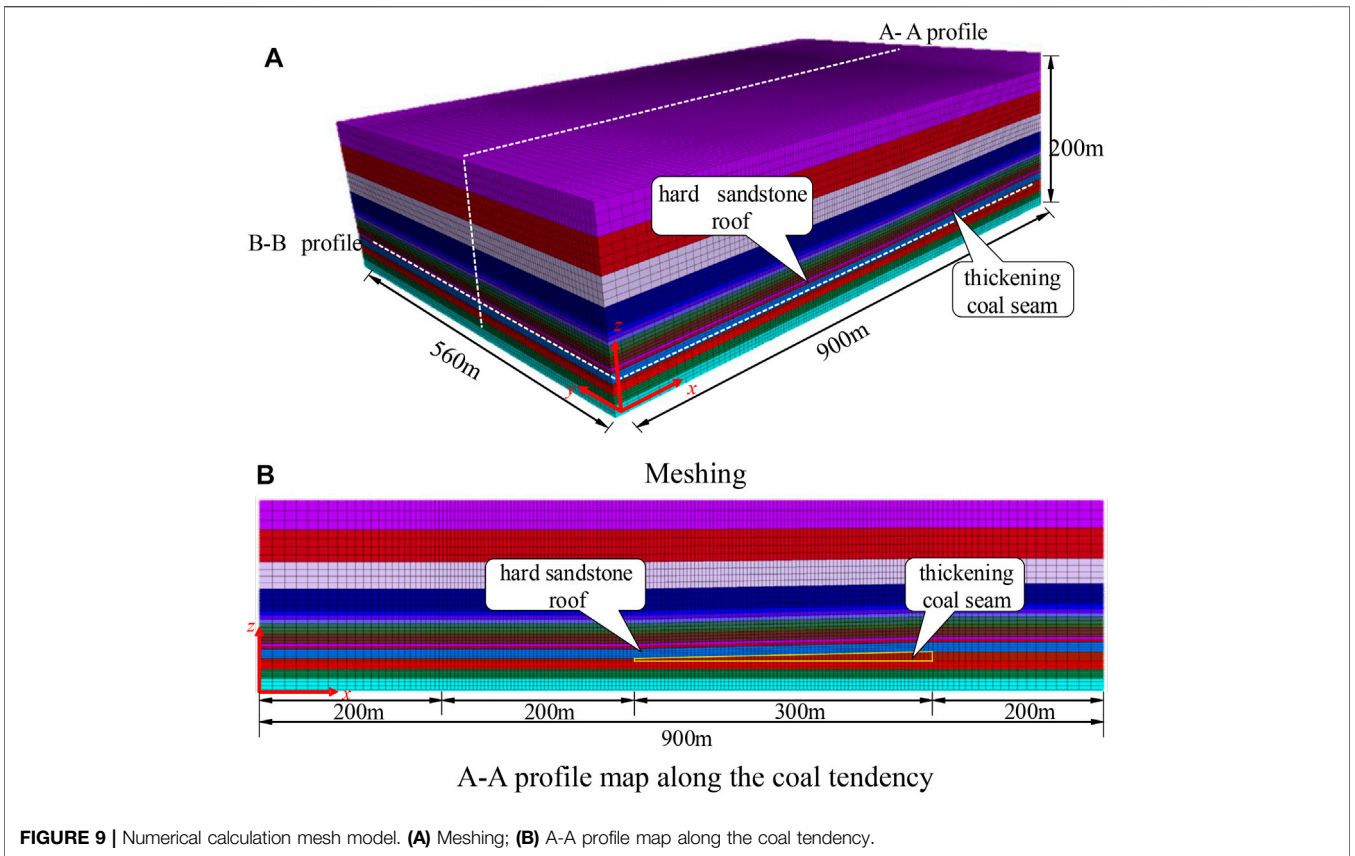 A
A- A profile
200m
hard sandstone
roof
B-B profile
thickening
coal seam
z
y
x
560m
900m
B
Meshing
hard sandstone
roof
thickening
coal seam
z
x
200m
200m
300m
200m
900m
A-A profile map along the coal tendency
FIGURE 9 | Numerical calculation mesh model. (A) Meshing; (B) A-A profile map along the coal tendency.